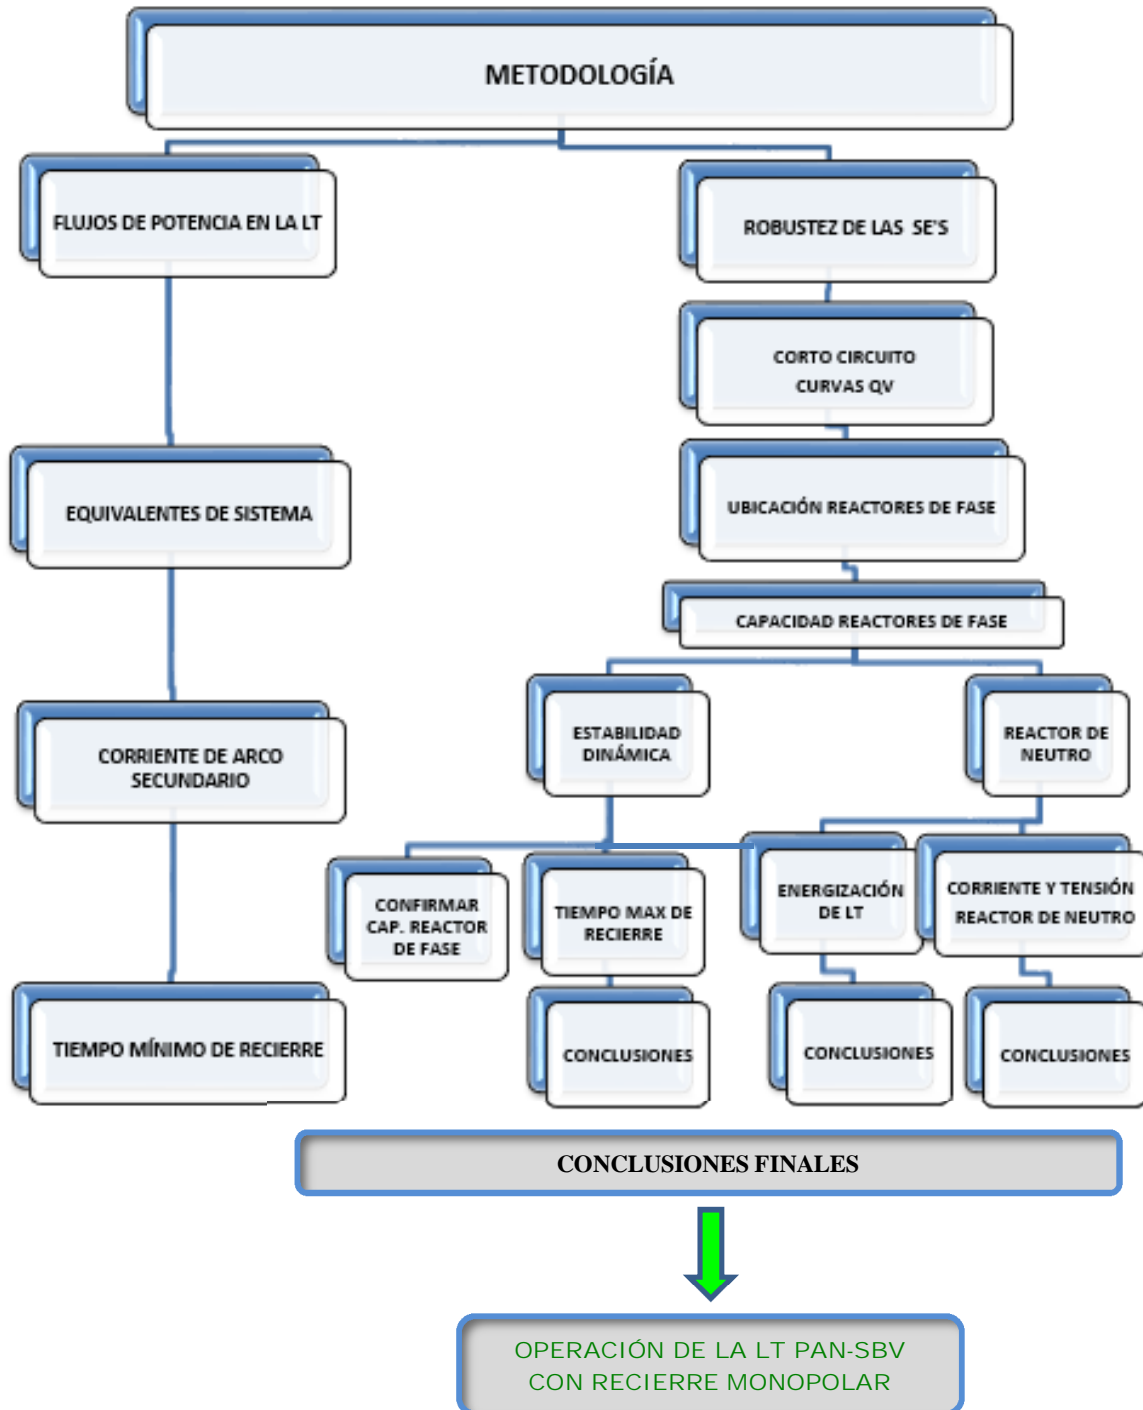 METODOLOGÍA
FLUJOS DE POTENCIA EN LA LT
ROBUSTEZ DE LAS SE'S
CORTO CIRCUITO
CURVAS QV
EQUIVALENTES DE SISTEMA
UBICACIÓN REACTORES DE FASE
CAPACIDAD REACTORES DE FASE
CORRIENTE DE ARCO
SECUNDARIO
ESTABILIDAD
DINÁMICA
REACTOR DE
NEUTRO
CONFIRMAR
CAP. REACTOR
DE FASE
TIEMPO MAX DE
RECIERRE
ENERGIZACIÓN
DE LT
CORRIENTE Y TENSIÓN
REACTOR DE NEUTRO
TIEMPO MÍNIMO DE RECIERRE
CONCLUSIONES
CONCLUSIONES
CONCLUSIONES
CONCLUSIONES FINALES
OPERACIÓN DE LA LT PAN-SBV
CON RECIERRE MONOPOLAR